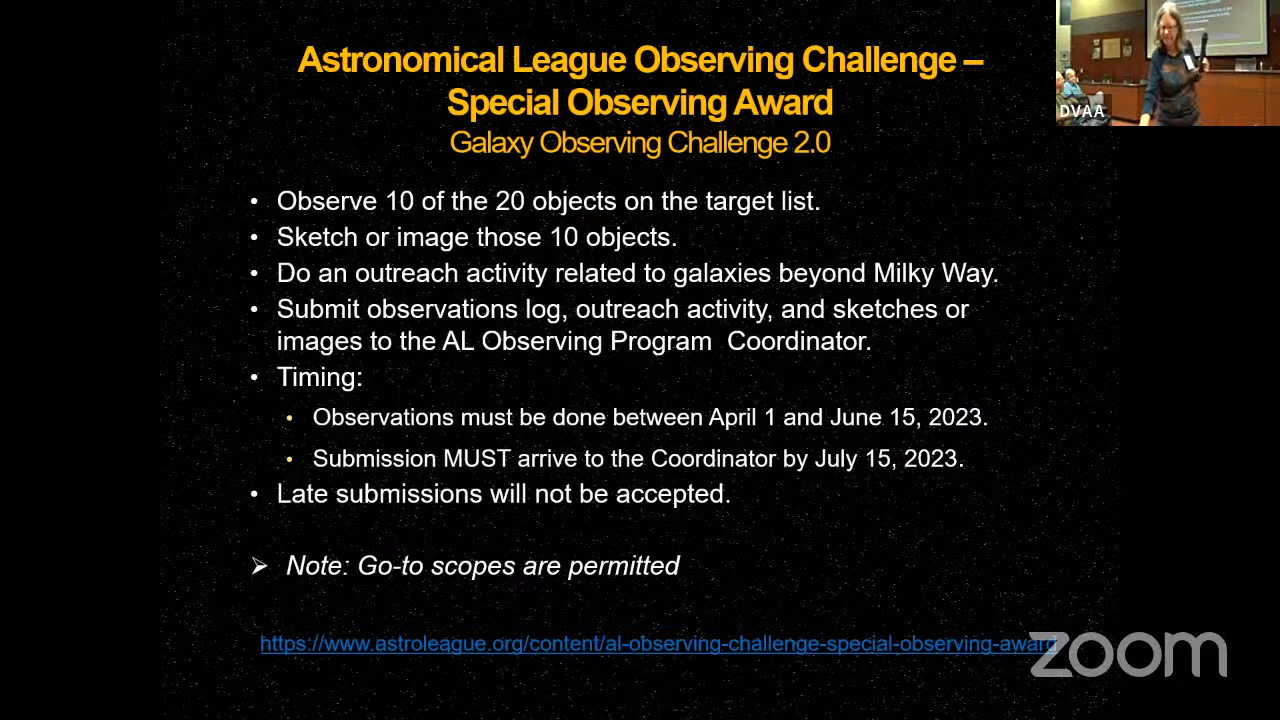 Astronomical League Observing Challenge –
Special Observing Award
Galaxy Observing Challenge 2.0
• Observe 10 of the 20 objects on the target list.
• Sketch or image those 10 objects.
• Do an outreach activity related to galaxies beyond Milky Way.
• Submit observations log, outreach activity, and sketches or
images to the AL Observing Program Coordinator.
• Timing:
• Observations must be done between April 1 and June 15, 2023.
• Submission MUST arrive to the Coordinator by July 15, 2023.
• Late submissions will not be accepted.
➢ Note: Go-to scopes are permitted
https://www.astroleague.org/content/al-observing-challenge-special-observing-award
DVAA
zoom